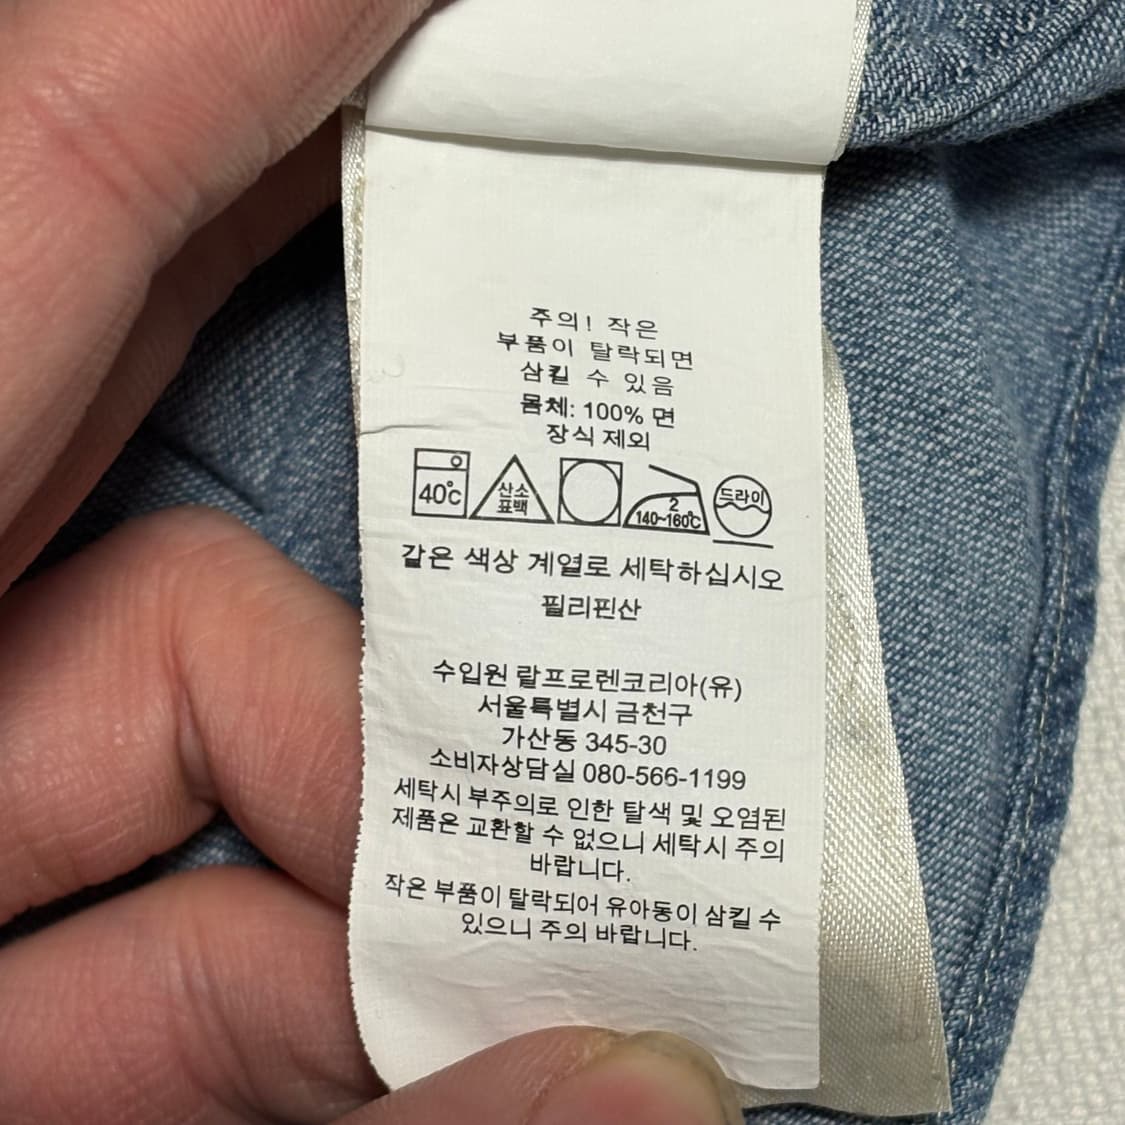 주의! 작은
부품이 탈락되면
삼킬 수 있음
몸체: 100% 면
장식 제외
40℃
산소
표백
2
140~160℃
드라이
같은 색상 계열로 세탁하십시오
필리핀산
수입원 랄프로렌코리아(유)
서울특별시 금천구
가산동 345-30
소비자상담실 080-566-1199
세탁시 부주의로 인한 탈색 및 오염된
제품은 교환할 수 없으니 세탁시 주의
바랍니다.
작은 부품이 탈락되어 유아동이 삼킬 수
있으니 주의 바랍니다.